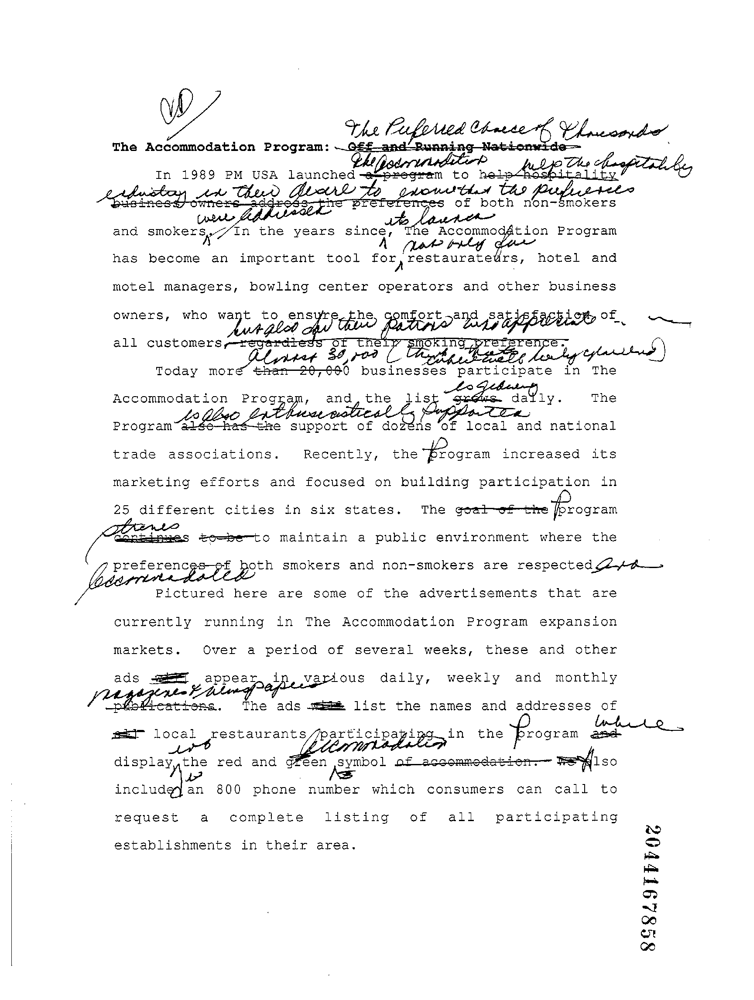 The Preferred Choice of Thousands
The Accommodation Program: Off and Running Nationwide
The Accommodation help the hospitality
In 1989 PM USA launched a program to help hospitality
industry in their desire to the preferences
business owners address the preferences of both non-smokers
were addressed its launch
and smokers. In the years since, The Accommodation Program
not only for
has become an important tool for restaurateurs, hotel and
motel managers, bowling center operators and other business
owners, who want to ensure the comfort and satisfaction of
but also for their patrons who appreciate
all customers regardless of their smoking preference.
Almost 30,000 (
Today more than 20,000 businesses participate in The
is growing
Accommodation Program, and the list grows daily. The
is also enthusiastically supported
Program also has the support of dozens of local and national
trade associations. Recently, the Program increased its
marketing efforts and focused on building participation in
25 different cities in six states. The goal of the Program
strives
continues to be to maintain a public environment where the
preferences of both smokers and non-smokers are respected and
accommodated
Pictured here are some of the advertisements that are
currently running in The Accommodation Program expansion
markets. Over a period of several weeks, these and other
ads will appear in various daily, weekly and monthly
magazines & newspapers
publications. The ads will list the names and addresses of
where
all local restaurants participating in the Program and
accommodation
display the red and green symbol of accommodation. Also
included is an 800 phone number which consumers can call to
request a complete listing of all participating
establishments in their area.
2044167858